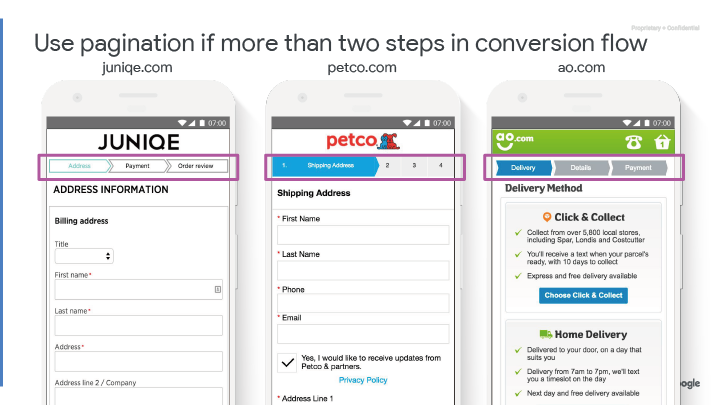 Proprietary + Confidential
Use pagination if more than two steps in conversion flow
juniqe.com
07:00
JUNIQE
Address Payment Order review
ADDRESS INFORMATION
Billing address
Title
First name*
Last name*
Address*
Address line 2 / Company
petco.com
07:00
petco
1. Shipping Address 2 3 4
Shipping Address
* First Name
* Last Name
* Phone
* Email
Yes, I would like to receive updates from
Petco & partners.
Privacy Policy
* Address Line 1
ao.com
07:00
ao.com
Delivery Details Payment
Delivery Method
Click & Collect
Collect from over 5,800 local stores,
including Spar, Londis and Costcutter
You'll receive a text when your parcel's
ready, with 10 days to collect
Express and free delivery available
Choose Click & Collect
Home Delivery
Delivered to your door, on a day that
suits you
Delivery from 7am to 7pm, we'll text
you a timeslot on the day
Next day and free delivery available
ogle